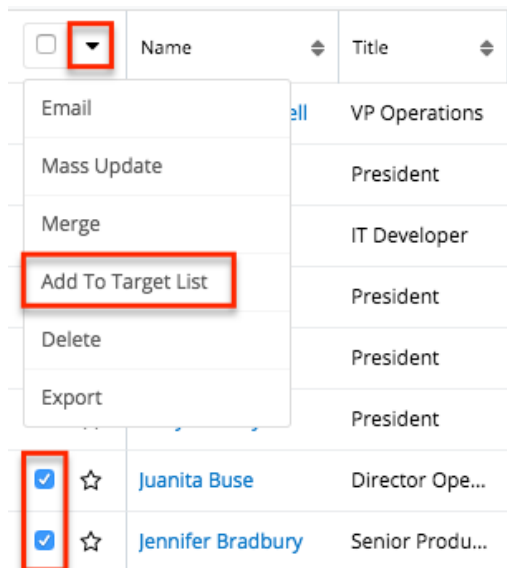 Name Title
Email
ell VP Operations
Mass Update
President
Merge
IT Developer
Add To Target List
President
Delete
President
Export
President
Juanita Buse Director Ope...
Jennifer Bradbury Senior Produ...